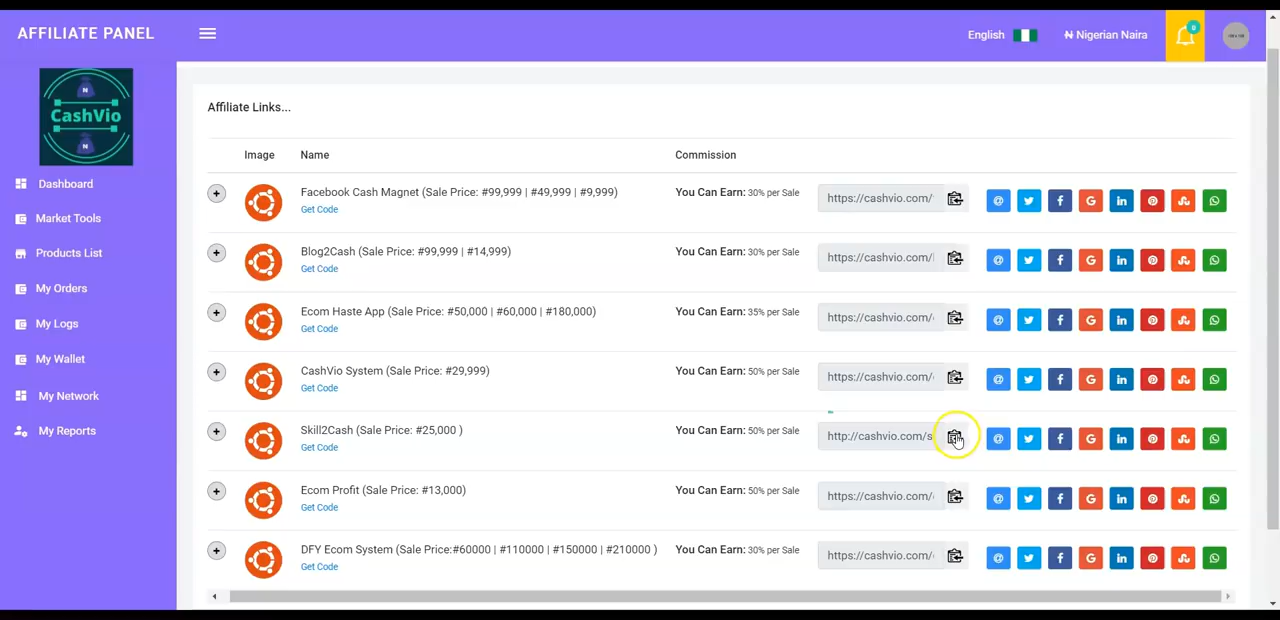 AFFILIATE PANEL
English
₦ Nigerian Naira
0
N
CashVio
N
Dashboard
Market Tools
Products List
My Orders
My Logs
My Wallet
My Network
My Reports
Affiliate Links...
Image Name Commission
Facebook Cash Magnet (Sale Price: #99,999 | #49,999 | #9,999) You Can Earn: 30% per Sale https://cashvio.com/
Get Code
Blog2Cash (Sale Price: #99,999 | #14,999) You Can Earn: 30% per Sale https://cashvio.com/
Get Code
Ecom Haste App (Sale Price: #50,000 | #60,000 | #180,000) You Can Earn: 35% per Sale https://cashvio.com/
Get Code
CashVio System (Sale Price: #29,999) You Can Earn: 50% per Sale https://cashvio.com/
Get Code
Skill2Cash (Sale Price: #25,000 ) You Can Earn: 50% per Sale http://cashvio.com/s
Get Code
Ecom Profit (Sale Price: #13,000) You Can Earn: 50% per Sale https://cashvio.com/
Get Code
DFY Ecom System (Sale Price:#60000 | #110000 | #150000 | #210000 ) You Can Earn: 30% per Sale https://cashvio.com/
Get Code